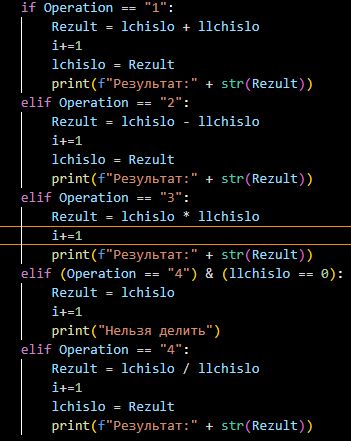 if Operation == "1":
    Rezult = lchislo + llchislo
    i+=1
    lchislo = Rezult
    print(f"Результат:" + str(Rezult))
elif Operation == "2":
    Rezult = lchislo - llchislo
    i+=1
    lchislo = Rezult
    print(f"Результат:" + str(Rezult))
elif Operation == "3":
    Rezult = lchislo * llchislo
    i+=1
    print(f"Результат:" + str(Rezult))
elif (Operation == "4") & (llchislo == 0):
    Rezult = lchislo
    i+=1
    print("Нельзя делить")
elif Operation == "4":
    Rezult = lchislo / llchislo
    i+=1
    lchislo = Rezult
    print(f"Результат:" + str(Rezult))